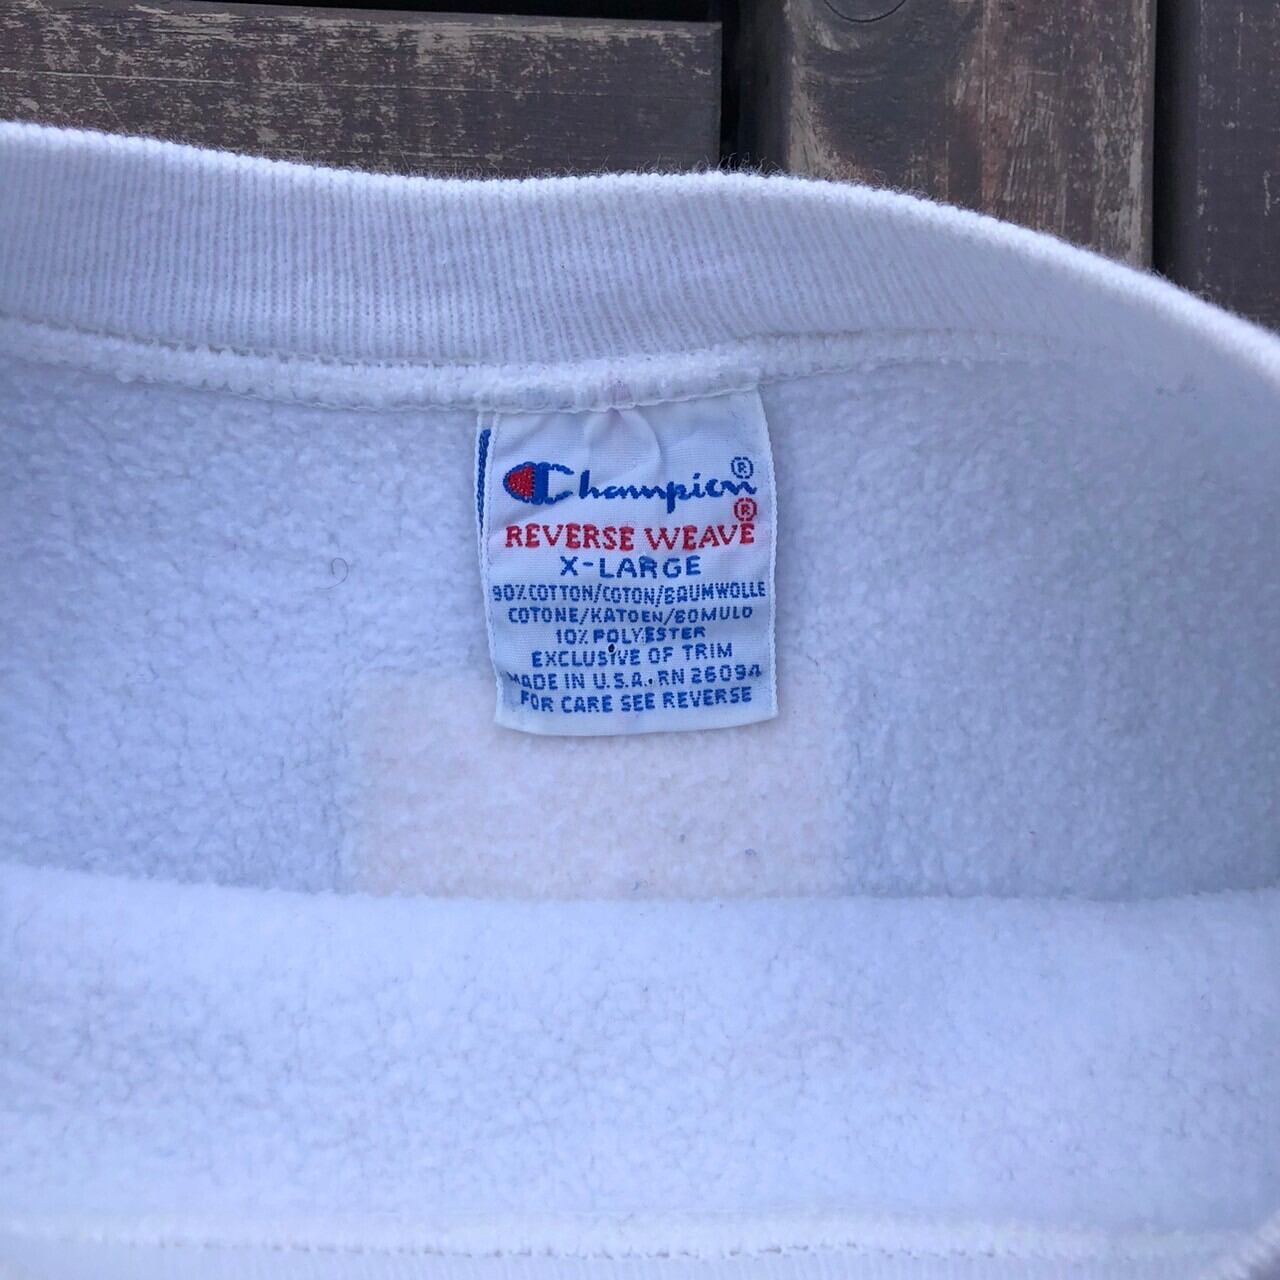 Champion®
REVERSE WEAVE®
X-LARGE
90% COTTON/COTON/BAUMWOLLE
COTONE/KATOEN/BOMULD
10% POLYESTER
EXCLUSIVE OF TRIM
MADE IN U.S.A. RN 26094
FOR CARE SEE REVERSE